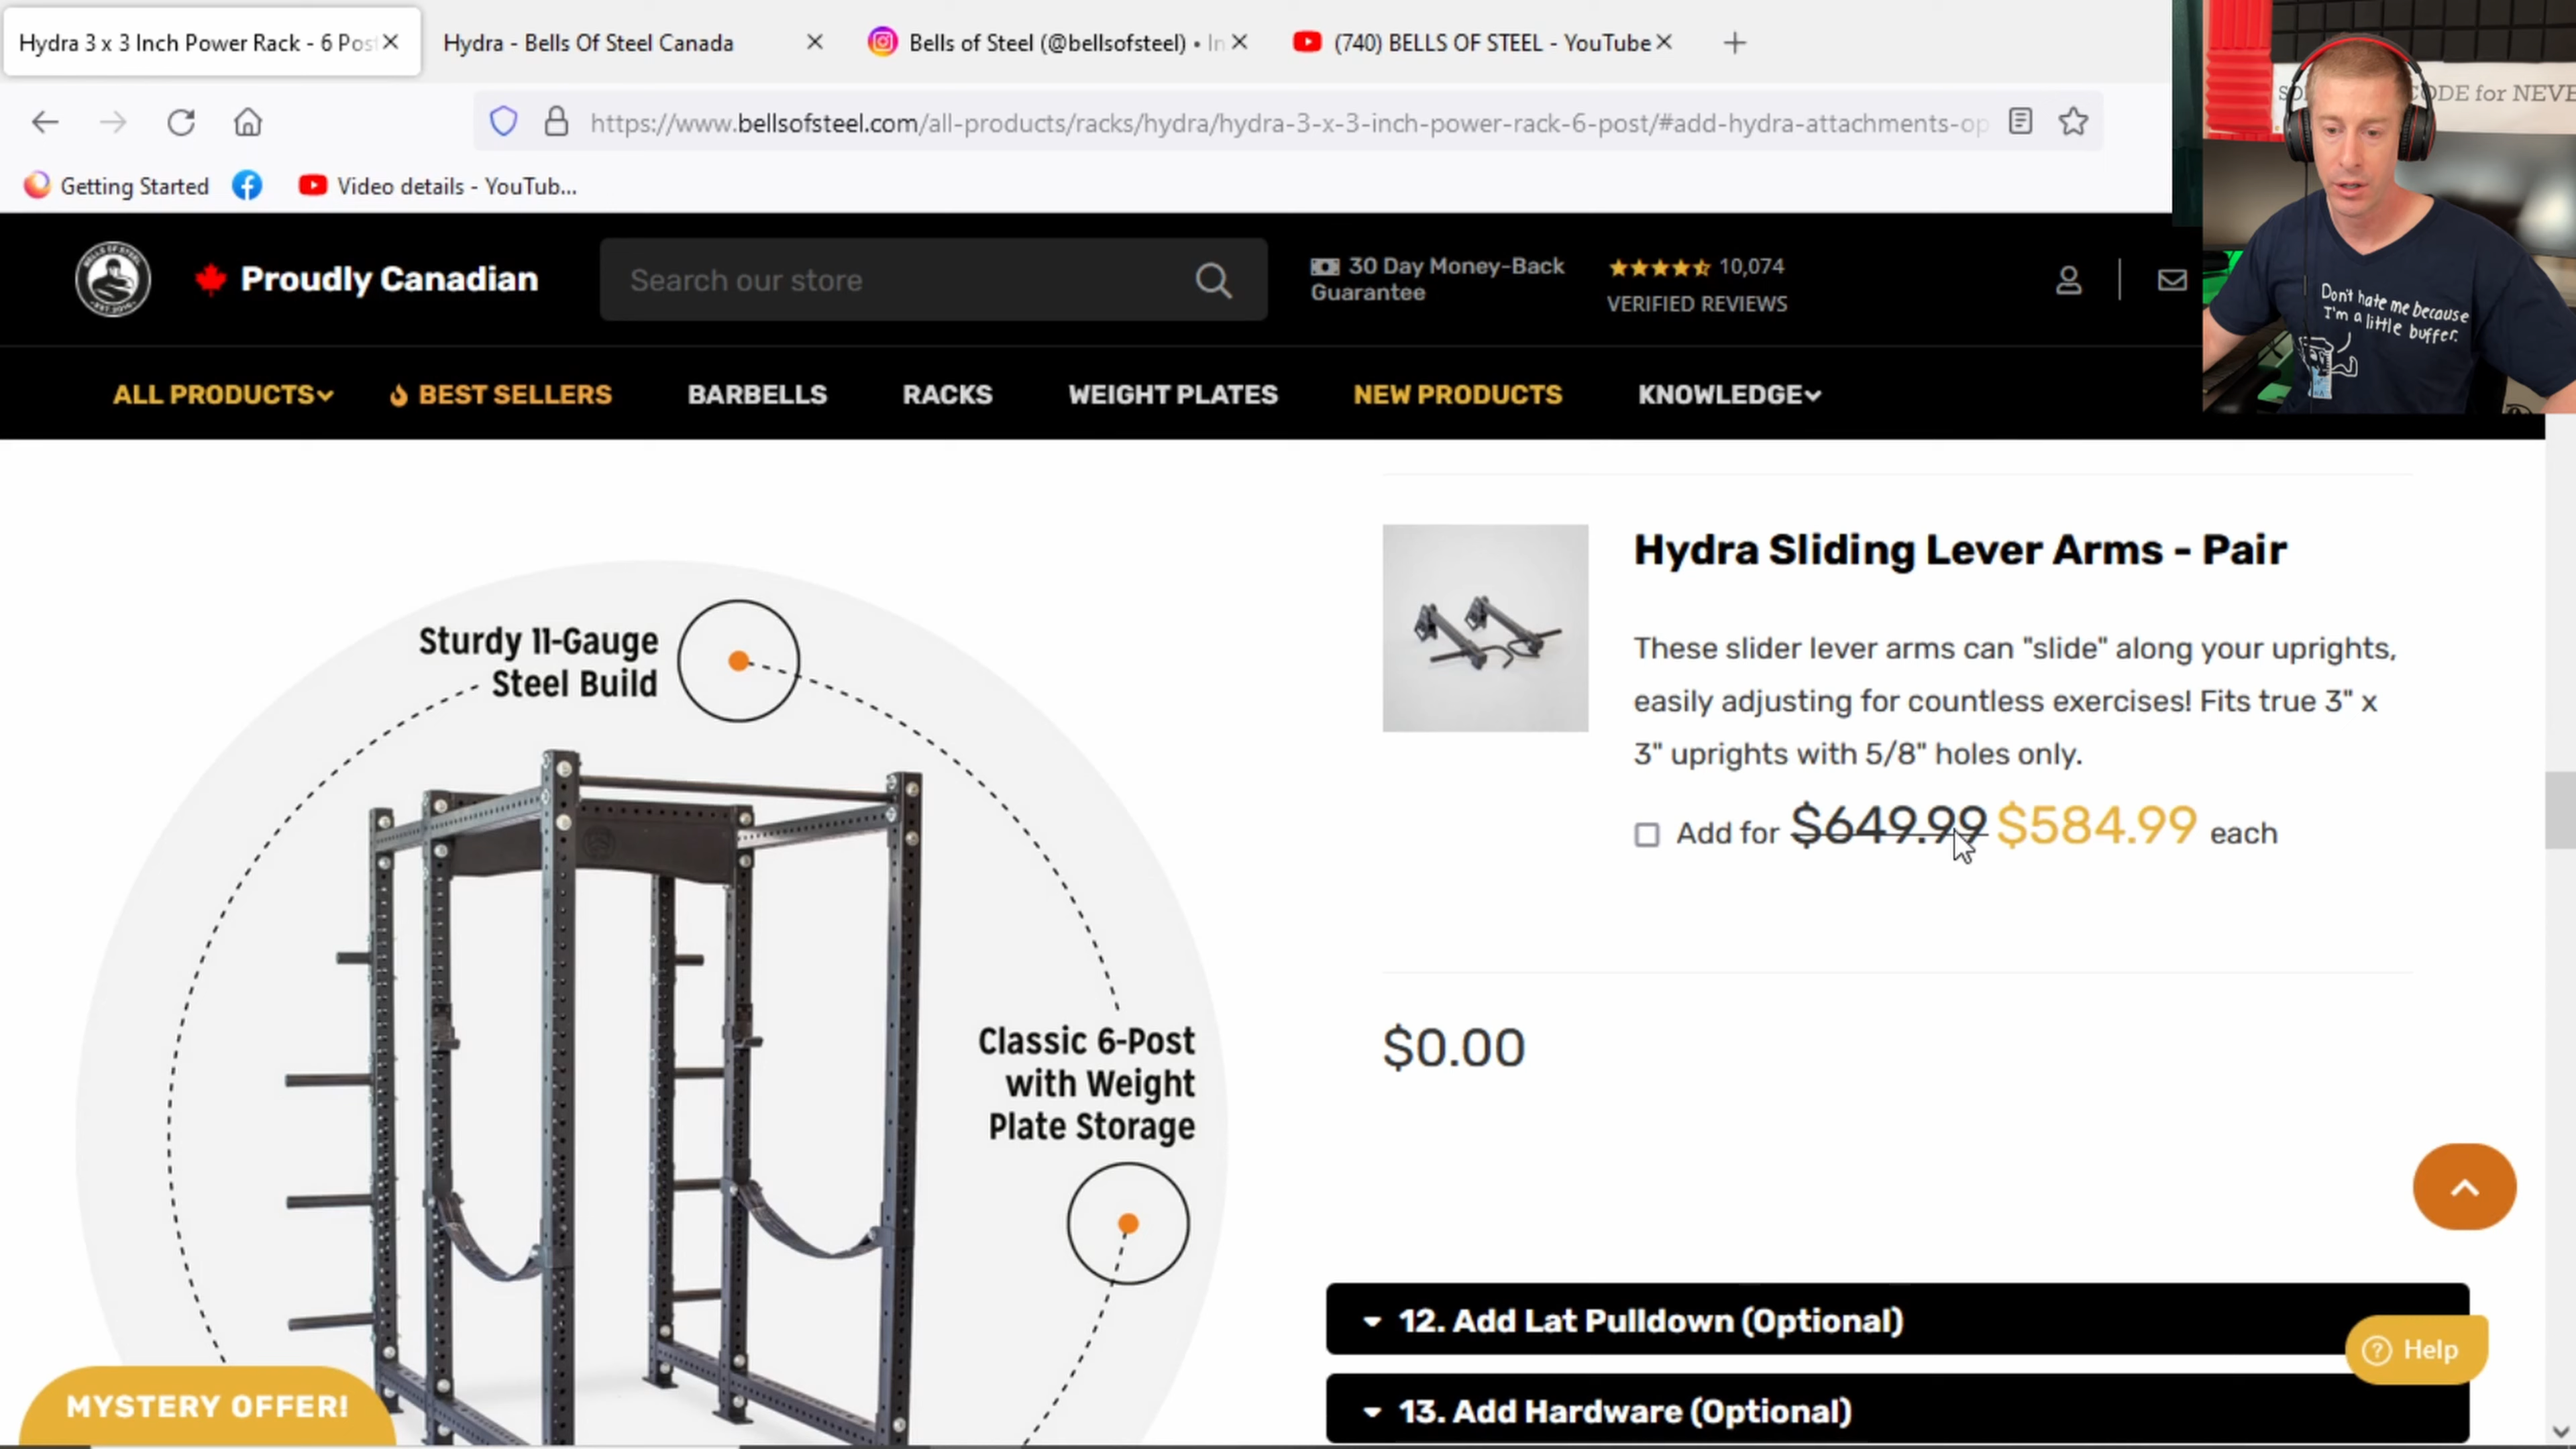 Hydra 3 x 3 Inch Power Rack - 6 Post
Hydra - Bells Of Steel Canada
Bells of Steel (@bellsofsteel) • In
(740) BELLS OF STEEL - YouTube
https://www.bellsofsteel.com/all-products/racks/hydra/hydra-3-x-3-inch-power-rack-6-post/#add-hydra-attachments-op
CODE for NEVE
Getting Started
Video details - YouTub...
Proudly Canadian
Search our store
30 Day Money-Back
Guarantee
10,074
VERIFIED REVIEWS
Don't hate me because
I'm a little buffer.
ALL PRODUCTS
BEST SELLERS
BARBELLS
RACKS
WEIGHT PLATES
NEW PRODUCTS
KNOWLEDGE
Sturdy 11-Gauge
Steel Build
Classic 6-Post
with Weight
Plate Storage
Hydra Sliding Lever Arms - Pair
These slider lever arms can "slide" along your uprights,
easily adjusting for countless exercises! Fits true 3" x
3" uprights with 5/8" holes only.
Add for $649.99 $584.99 each
$0.00
12. Add Lat Pulldown (Optional)
Help
13. Add Hardware (Optional)
MYSTERY OFFER!